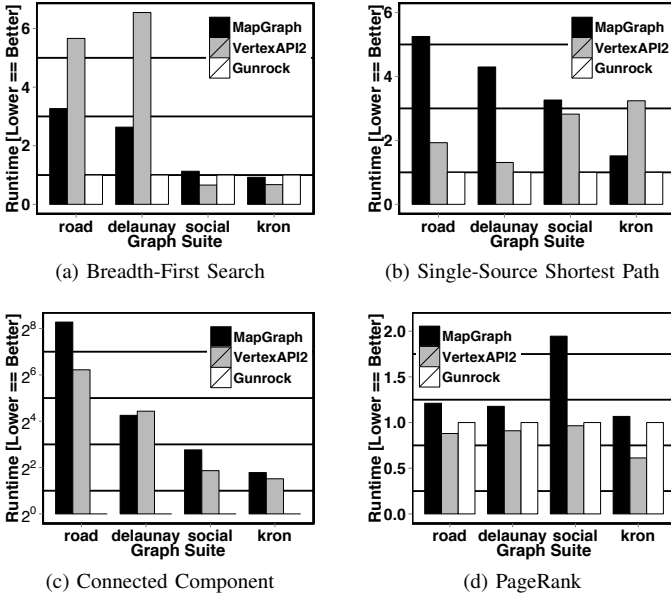 Runtime [Lower == Better]
6
4
2
0
MapGraph
VertexAPI2
Gunrock
road delaunay social kron
Graph Suite
(a) Breadth-First Search
Runtime [Lower == Better]
6
4
2
0
MapGraph
VertexAPI2
Gunrock
road delaunay social kron
Graph Suite
(b) Single-Source Shortest Path
Runtime [Lower == Better]
2^8
2^6
2^4
2^2
2^0
MapGraph
VertexAPI2
Gunrock
road delaunay social kron
Graph Suite
(c) Connected Component
Runtime [Lower == Better]
2.0
1.5
1.0
0.5
0.0
MapGraph
VertexAPI2
Gunrock
road delaunay social kron
Graph Suite
(d) PageRank